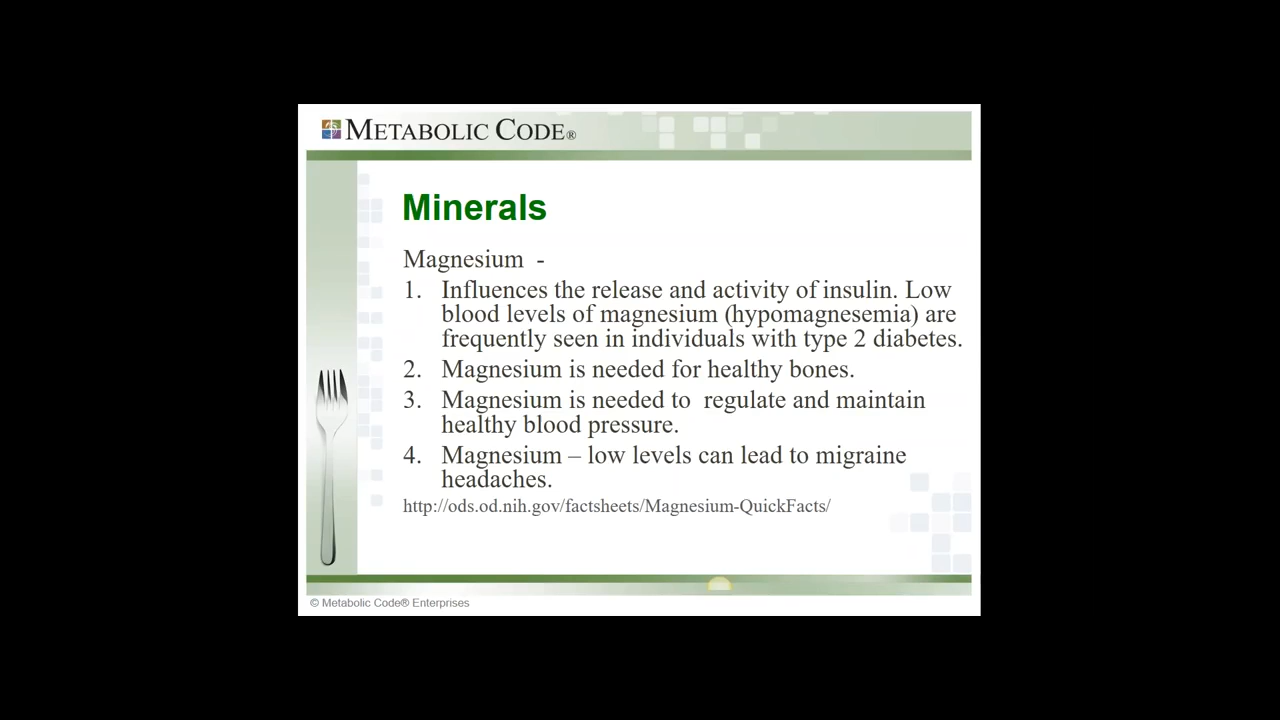 METABOLIC CODE®
Minerals
Magnesium  -
1. Influences the release and activity of insulin. Low
blood levels of magnesium (hypomagnesemia) are
frequently seen in individuals with type 2 diabetes.
2. Magnesium is needed for healthy bones.
3. Magnesium is needed to  regulate and maintain
healthy blood pressure.
4. Magnesium – low levels can lead to migraine
headaches.
http://ods.od.nih.gov/factsheets/Magnesium-QuickFacts/
© Metabolic Code® Enterprises